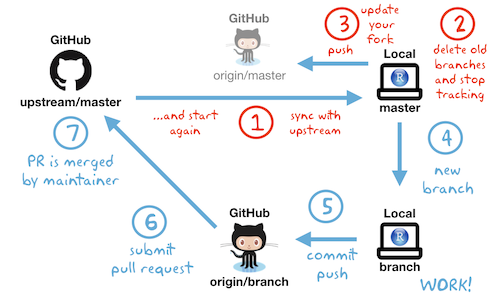 GitHub
origin/master
3
update
your
fork
push
2
delete old
branches
and stop
tracking
Local
R
master
GitHub
upstream/master
...and start
again
1
sync with
upstream
4
new
branch
Local
R
branch
WORK!
5
commit
push
GitHub
origin/branch
6
submit
pull request
7
PR is merged
by maintainer